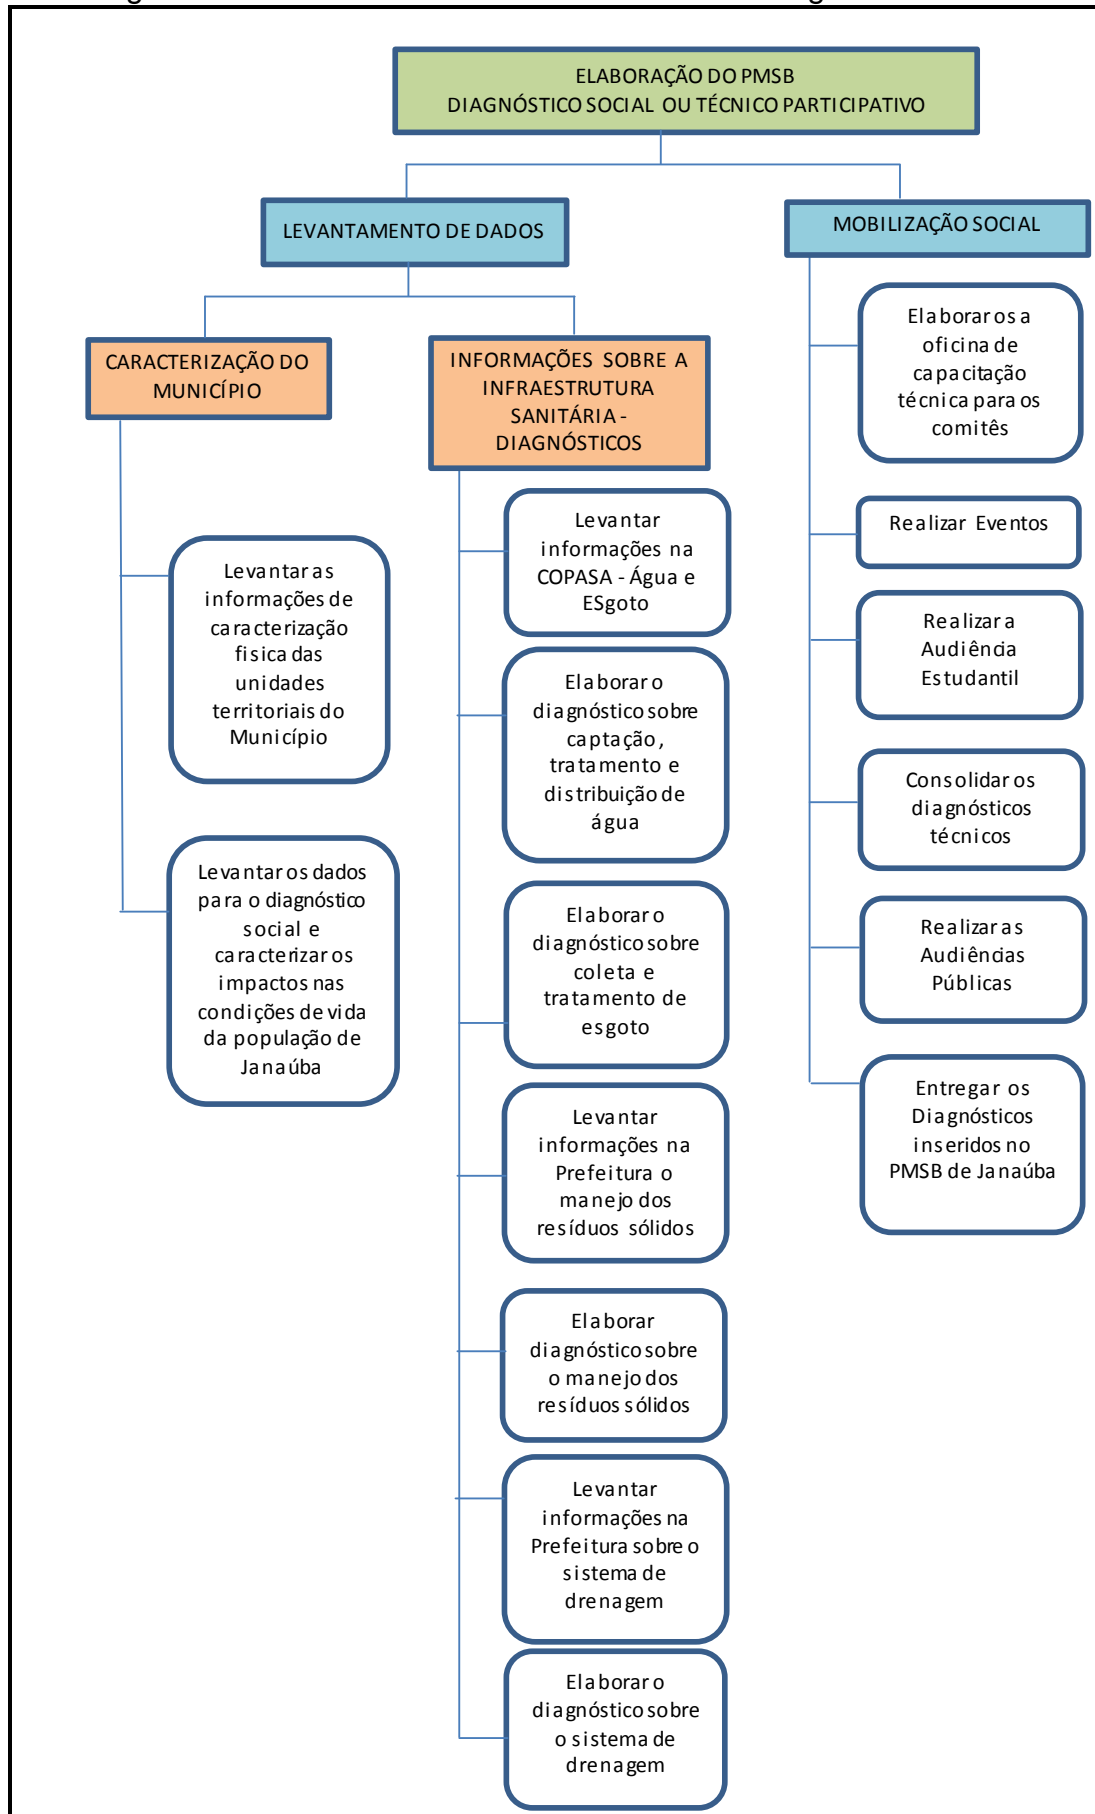 ELABORAÇÃO DO PMSB
DIAGNÓSTICO SOCIAL OU TÉCNICO PARTICIPATIVO
LEVANTAMENTO DE DADOS
MOBILIZAÇÃO SOCIAL
CARACTERIZAÇÃO DO
MUNICÍPIO
INFORMAÇÕES SOBRE A
INFRAESTRUTURA
SANITÁRIA -
DIAGNÓSTICOS
Levantar as
informações de
caracterização
fisica das
unidades
territoriais do
Município
Levantar os dados
para o diagnóstico
social e
caracterizar os
impactos nas
condições de vida
da população de
Janaúba
Levantar
informações na
COPASA - Água e
ESgoto
Elaborar o
diagnóstico sobre
captação,
tratamento e
distribuição de
água
Elaborar o
diagnóstico sobre
coleta e
tratamento de
esgoto
Levantar
informações na
Prefeitura o
manejo dos
resíduos sólidos
Elaborar
diagnóstico sobre
o manejo dos
resíduos sólidos
Levantar
informações na
Prefeitura sobre o
sistema de
drenagem
Elaborar o
diagnóstico sobre
o sistema de
drenagem
Elaborar os a
oficina de
capacitação
técnica para os
comitês
Realizar Eventos
Realizar a
Audiência
Estudantil
Consolidar os
diagnósticos
técnicos
Realizar as
Audiências
Públicas
Entregar os
Diagnósticos
inseridos no
PMSB de Janaúba